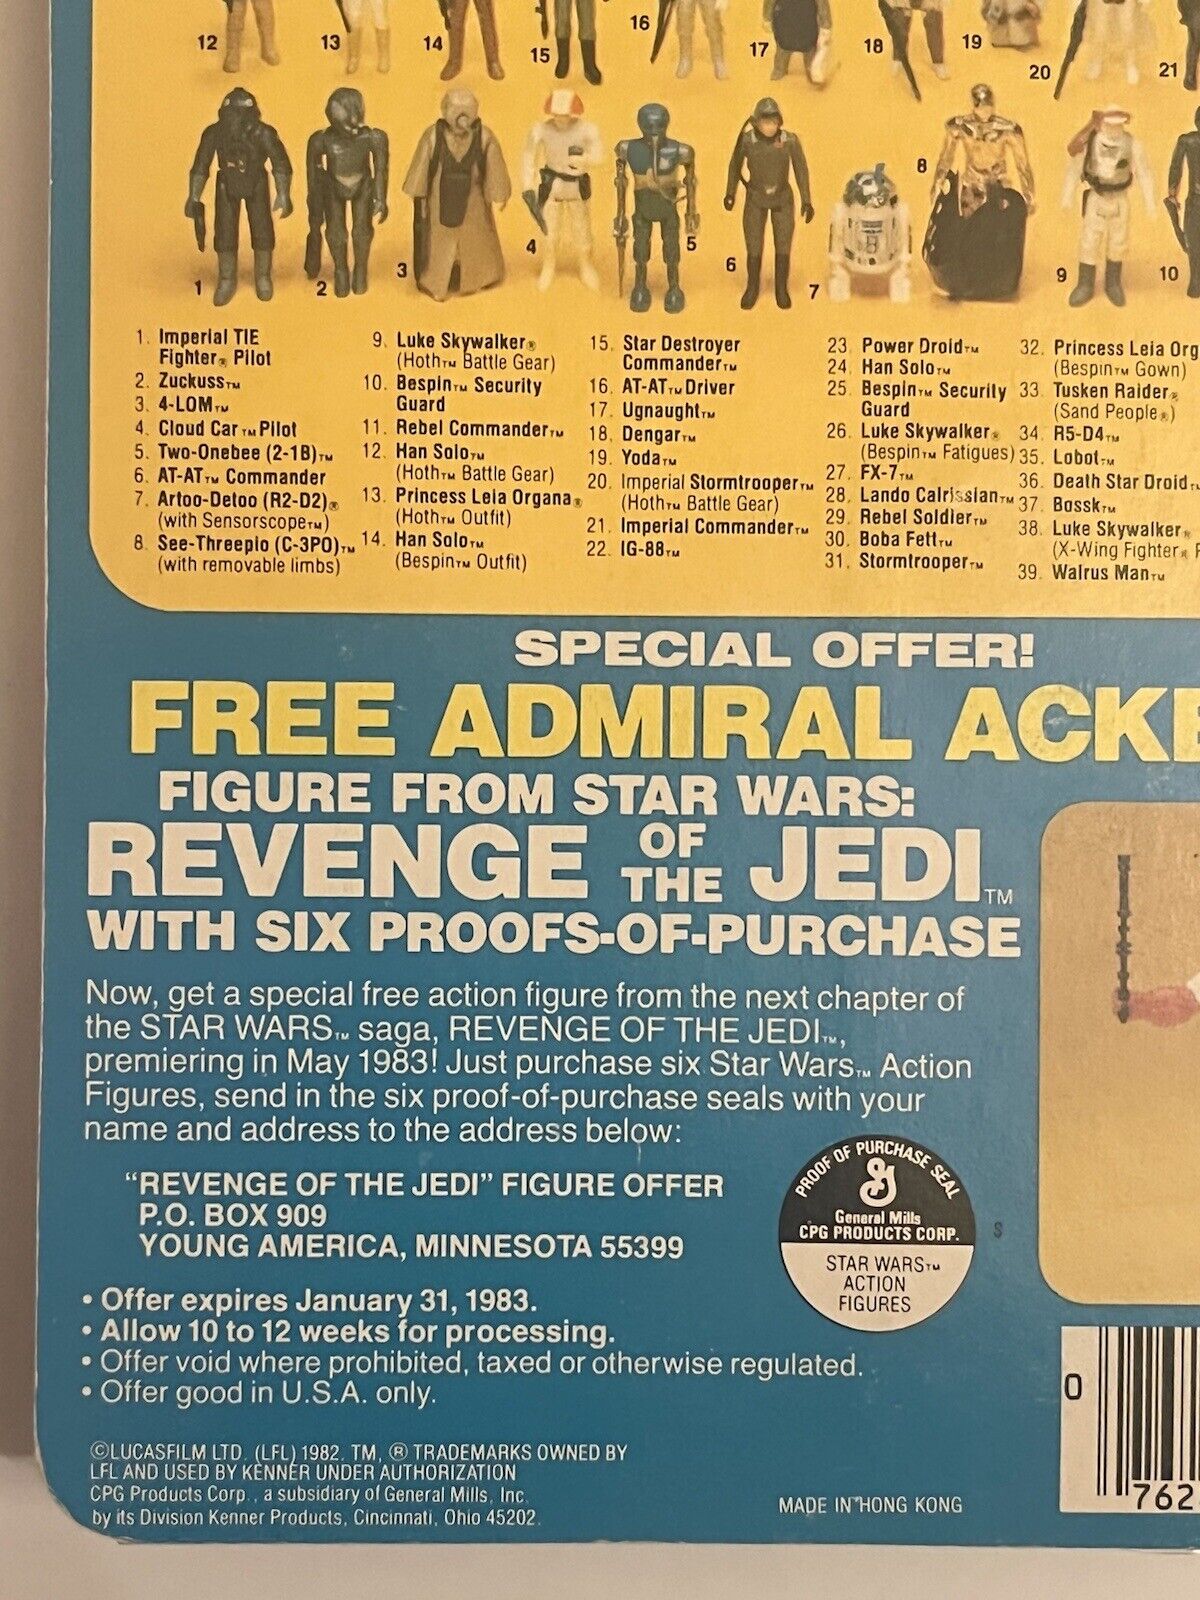 12 13 14 15 16 17 18 19 20 21
1 2 3 4 5 6 7 8 9 10
1. Imperial TIE
Fighter® Pilot
2. Zuckuss™
3. 4-LOM™
4. Cloud Car™ Pilot
5. Two-Onebee (2-1B)™
6. AT-AT™ Commander
7. Artoo-Detoo (R2-D2)®
(with Sensorscope™)
8. See-Threepio (C-3PO)™
(with removable limbs)
9. Luke Skywalker®
(Hoth™ Battle Gear)
10. Bespin™ Security
Guard
11. Rebel Commander™
12. Han Solo™
(Hoth™ Battle Gear)
13. Princess Leia Organa®
(Hoth™ Outfit)
14. Han Solo™
(Bespin™ Outfit)
15. Star Destroyer
Commander™
16. AT-AT™ Driver
17. Ugnaught™
18. Dengar™
19. Yoda™
20. Imperial Stormtrooper™
(Hoth™ Battle Gear)
21. Imperial Commander™
22. IG-88™
23. Power Droid™
24. Han Solo™
25. Bespin™ Security
Guard
26. Luke Skywalker®
(Bespin™ Fatigues)
27. FX-7™
28. Lando Calrissian™
29. Rebel Soldier™
30. Boba Fett™
31. Stormtrooper™
32. Princess Leia Org
(Bespin™ Gown)
33. Tusken Raider®
(Sand People®)
34. R5-D4™
35. Lobot™
36. Death Star Droid™
37. Bossk™
38. Luke Skywalker®
(X-Wing Fighter® P
39. Walrus Man™
SPECIAL OFFER!
FREE ADMIRAL ACKB
FIGURE FROM STAR WARS:
REVENGE OF THE JEDI™
WITH SIX PROOFS-OF-PURCHASE
Now, get a special free action figure from the next chapter of
the STAR WARS™ saga, REVENGE OF THE JEDI™,
premiering in May 1983! Just purchase six Star Wars™ Action
Figures, send in the six proof-of-purchase seals with your
name and address to the address below:
"REVENGE OF THE JEDI" FIGURE OFFER
P.O. BOX 909
YOUNG AMERICA, MINNESOTA 55399
PROOF OF PURCHASE SEAL
G
General Mills
CPG PRODUCTS CORP.
STAR WARS™
ACTION
FIGURES
S
• Offer expires January 31, 1983.
• Allow 10 to 12 weeks for processing.
• Offer void where prohibited, taxed or otherwise regulated.
• Offer good in U.S.A. only.
©LUCASFILM LTD. (LFL) 1982. TM, ® TRADEMARKS OWNED BY
LFL AND USED BY KENNER UNDER AUTHORIZATION
CPG Products Corp., a subsidiary of General Mills, Inc.
by its Division Kenner Products, Cincinnati, Ohio 45202.
MADE IN HONG KONG
0
762